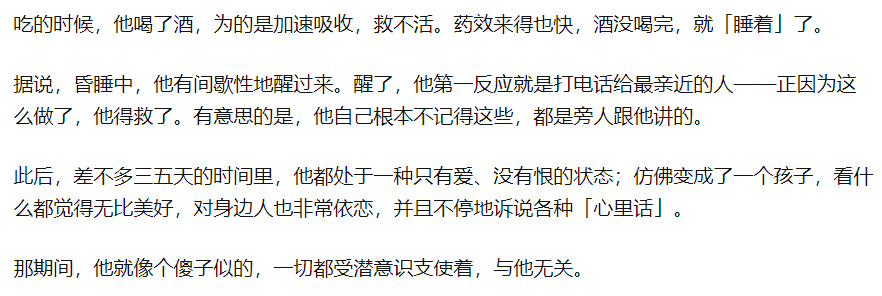 吃的时候，他喝了酒，为的是加速吸收，救不活。药效来得也快，酒没喝完，就「睡着」了。
据说，昏睡中，他有间歇性地醒过来。醒了，他第一反应就是打电话给最亲近的人——正因为这
么做了，他得救了。有意思的是，他自己根本不记得这些，都是旁人跟他讲的。
此后，差不多三五天的时间里，他都处于一种只有爱、没有恨的状态；仿佛变成了一个孩子，看什
么都觉得无比美好，对身边人也非常依恋，并且不停地诉说各种「心里话」。
那期间，他就像个傻子似的，一切都受潜意识支使着，与他无关。